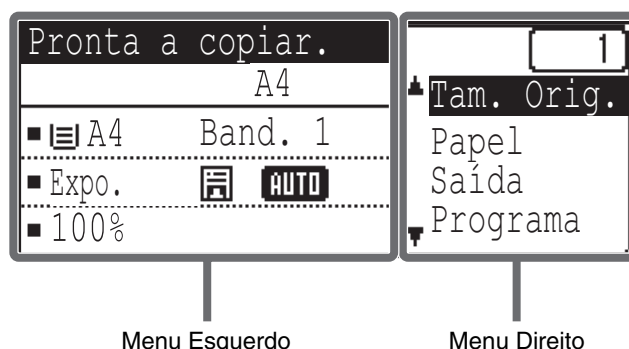 Pronta a copiar.
A4
A4 Band. 1
Expo. AUTO
100%
1
Tam. Orig.
Papel
Saída
Programa
Menu Esquerdo
Menu Direito